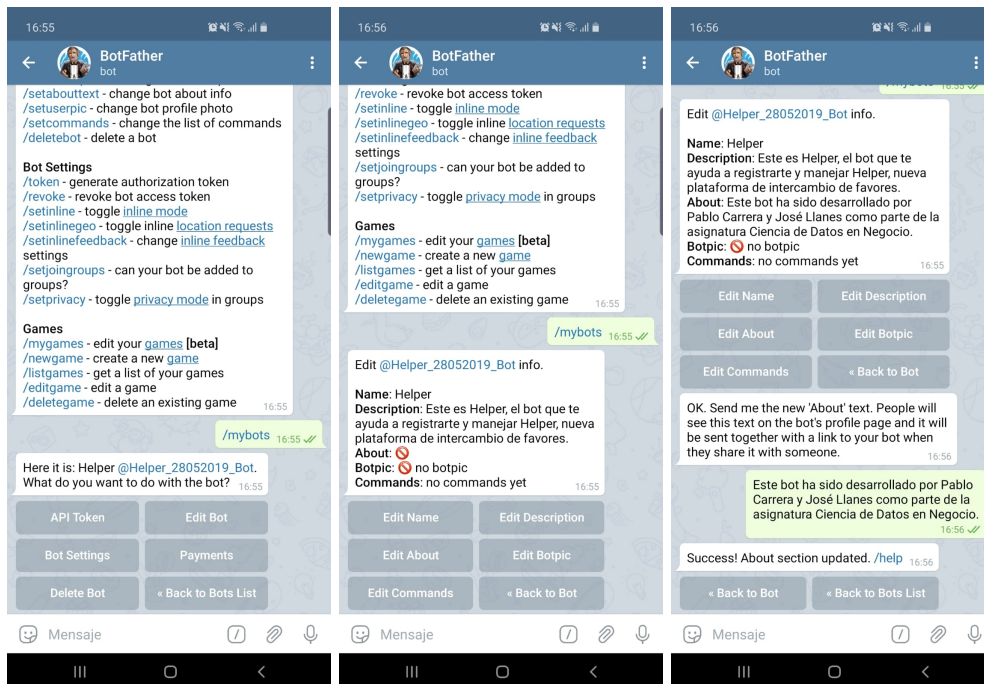 16:55
BotFather
bot
/setabouttext - change bot about info
/setuserpic - change bot profile photo
/setcommands - change the list of commands
/deletebot - delete a bot
Bot Settings
/token - generate authorization token
/revoke - revoke bot access token
/setinline - toggle inline mode
/setinlinegeo - toggle inline location requests
/setinlinefeedback - change inline feedback
settings
/setjoingroups - can your bot be added to
groups?
/setprivacy - toggle privacy mode in groups
Games
/mygames - edit your games [beta]
/newgame - create a new game
/listgames - get a list of your games
/editgame - edit a game
/deletegame - delete an existing game
16:55
/mybots 16:55
Here it is: Helper @Helper_28052019_Bot.
What do you want to do with the bot? 16:55
API Token
Edit Bot
Bot Settings
Payments
Delete Bot
« Back to Bots List
Mensaje
16:56
BotFather
bot
/revoke - revoke bot access token
/setinline - toggle inline mode
/setinlinegeo - toggle inline location requests
/setinlinefeedback - change inline feedback
settings
/setjoingroups - can your bot be added to
groups?
/setprivacy - toggle privacy mode in groups
Games
/mygames - edit your games [beta]
/newgame - create a new game
/listgames - get a list of your games
/editgame - edit a game
/deletegame - delete an existing game 16:55
/mybots 16:55
Edit @Helper_28052019_Bot info.
Name: Helper
Description: Este es Helper, el bot que te
ayuda a registrarte y manejar Helper, nueva
plataforma de intercambio de favores.
About: 🚫
Botpic: 🚫 no botpic
Commands: no commands yet 16:55
Edit Name
Edit Description
Edit About
Edit Botpic
Edit Commands
« Back to Bot
Mensaje
16:56
BotFather
bot
/mybots 16:55
Edit @Helper_28052019_Bot info.
Name: Helper
Description: Este es Helper, el bot que te
ayuda a registrarte y manejar Helper, nueva
plataforma de intercambio de favores.
About: Este bot ha sido desarrollado por
Pablo Carrera y José Llanes como parte de la
asignatura Ciencia de Datos en Negocio.
Botpic: 🚫 no botpic
Commands: no commands yet 16:55
Edit Name
Edit Description
Edit About
Edit Botpic
Edit Commands
« Back to Bot
OK. Send me the new 'About' text. People will
see this text on the bot's profile page and it will
be sent together with a link to your bot when
they share it with someone. 16:56
Este bot ha sido desarrollado por Pablo
Carrera y José Llanes como parte de la
asignatura Ciencia de Datos en Negocio.
16:56
Success! About section updated. /help 16:56
« Back to Bot
« Back to Bots List
Mensaje